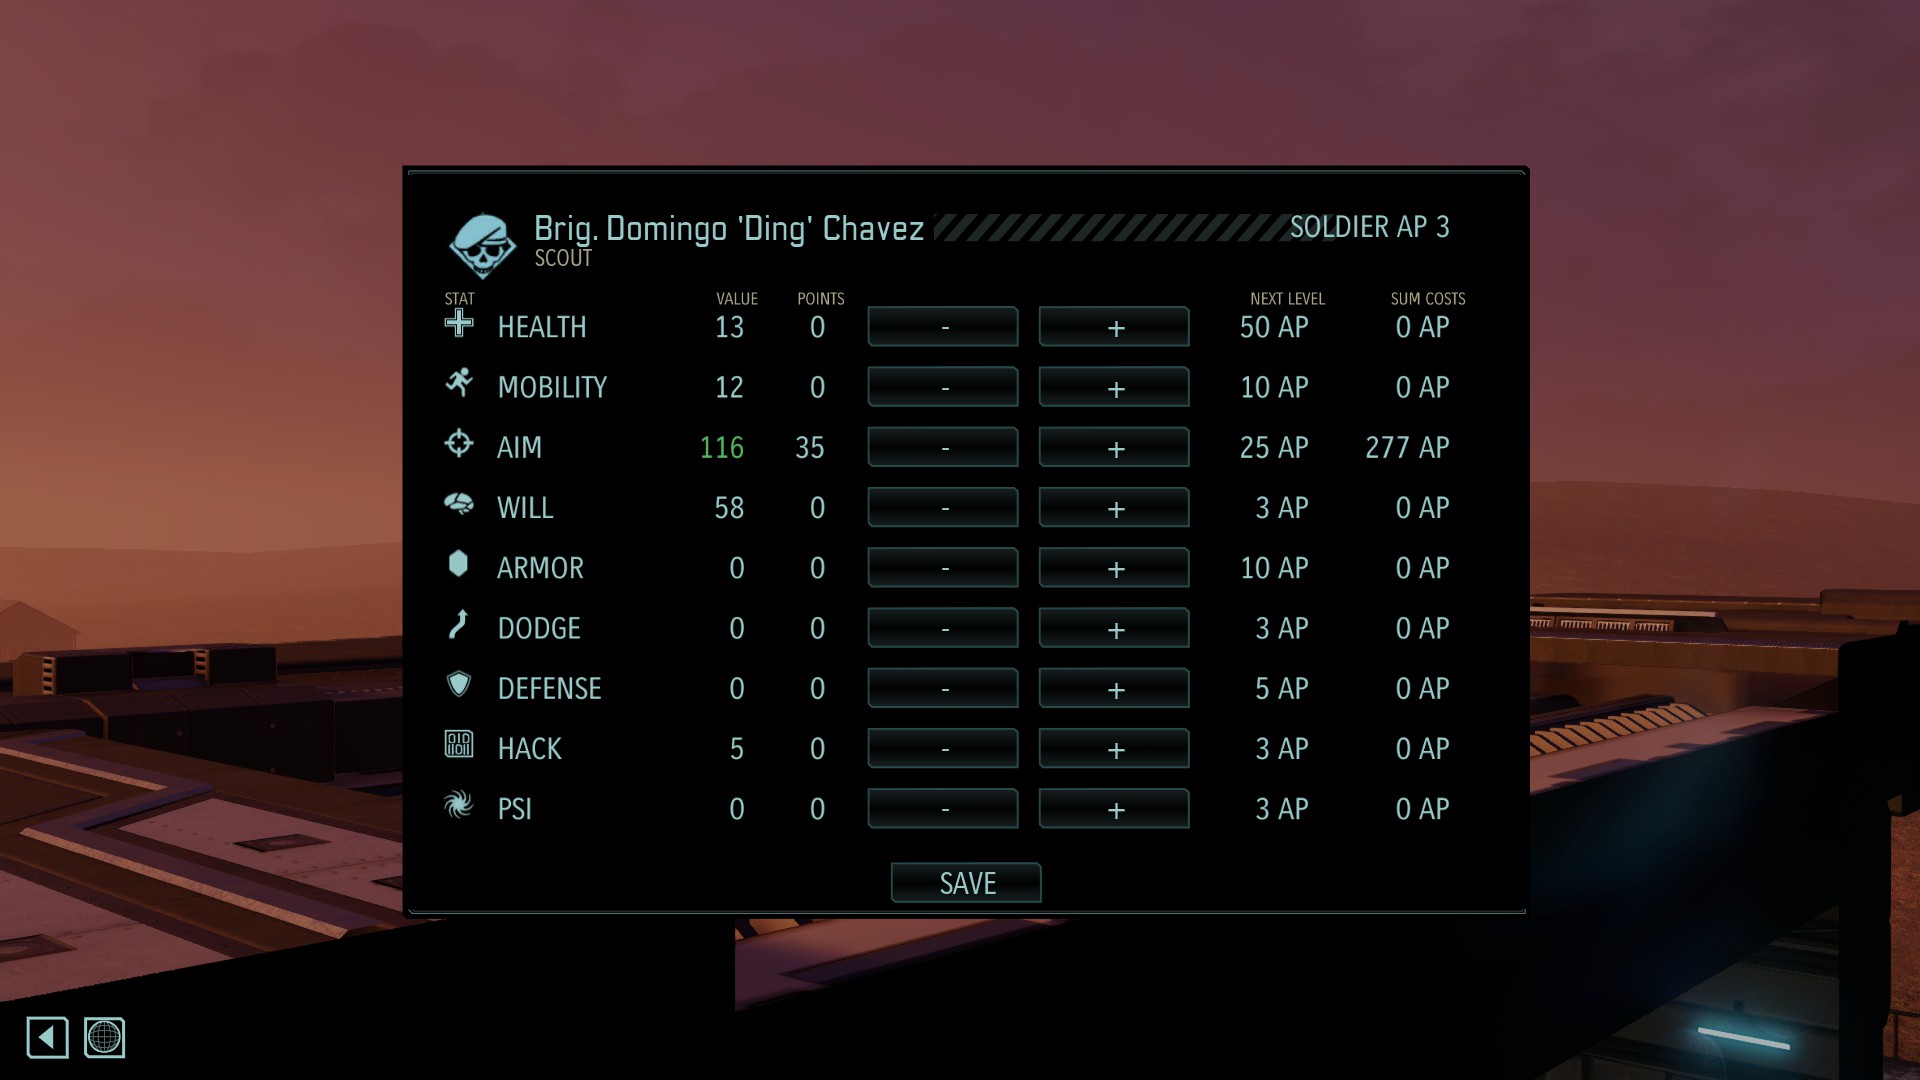 Brig. Domingo 'Ding' Chavez SOLDIER AP 3
SCOUT
STAT VALUE POINTS NEXT LEVEL SUM COSTS
HEALTH 13 0 - + 50 AP 0 AP
MOBILITY 12 0 - + 10 AP 0 AP
AIM 116 35 - + 25 AP 277 AP
WILL 58 0 - + 3 AP 0 AP
ARMOR 0 0 - + 10 AP 0 AP
DODGE 0 0 - + 3 AP 0 AP
DEFENSE 0 0 - + 5 AP 0 AP
HACK 5 0 - + 3 AP 0 AP
PSI 0 0 - + 3 AP 0 AP
SAVE